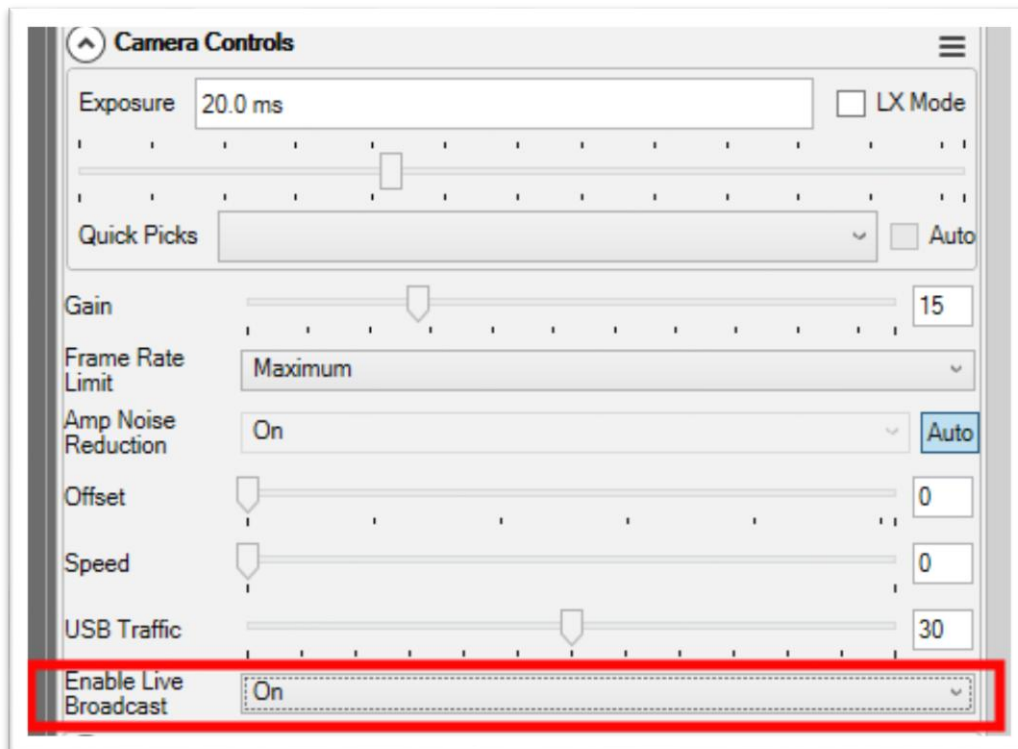 Camera Controls
Exposure 20.0 ms LX Mode
Quick Picks Auto
Gain 15
Frame Rate
Limit Maximum
Amp Noise
Reduction On Auto
Offset 0
Speed 0
USB Traffic 30
Enable Live
Broadcast On